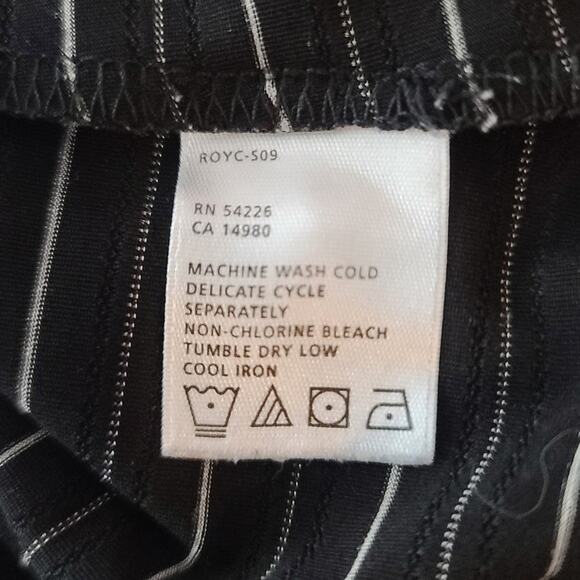 ROYC-S09
RN 54226
CA 14980
MACHINE WASH COLD
DELICATE CYCLE
SEPARATELY
NON-CHLORINE BLEACH
TUMBLE DRY LOW
COOL IRON